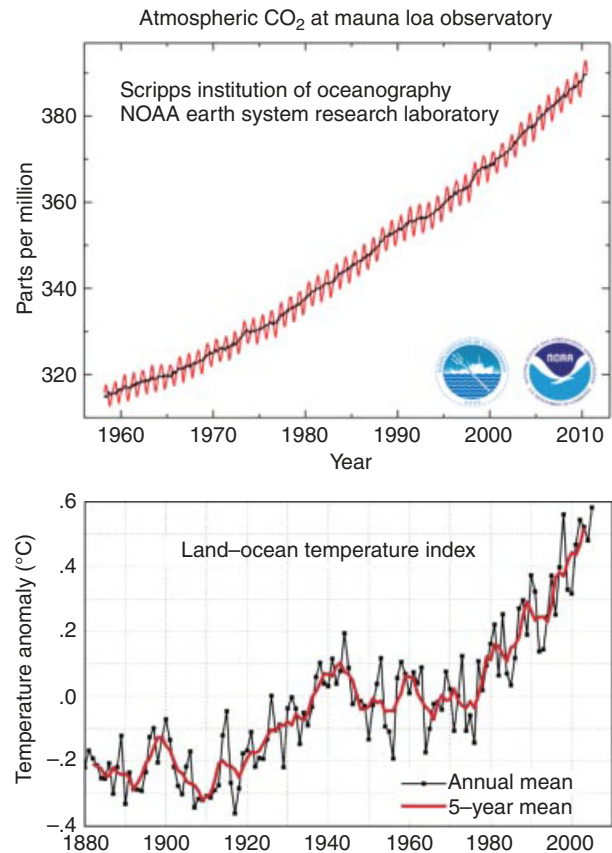 Atmospheric CO₂ at mauna loa observatory
Scripps institution of oceanography
NOAA earth system research laboratory
Parts per million
380
360
340
320
1960 1970 1980 1990 2000 2010
Year
NOAA
Land–ocean temperature index
Temperature anomaly (°C)
.6
.4
.2
.0
–.2
–.4
Annual mean
5–year mean
1880 1900 1920 1940 1960 1980 2000